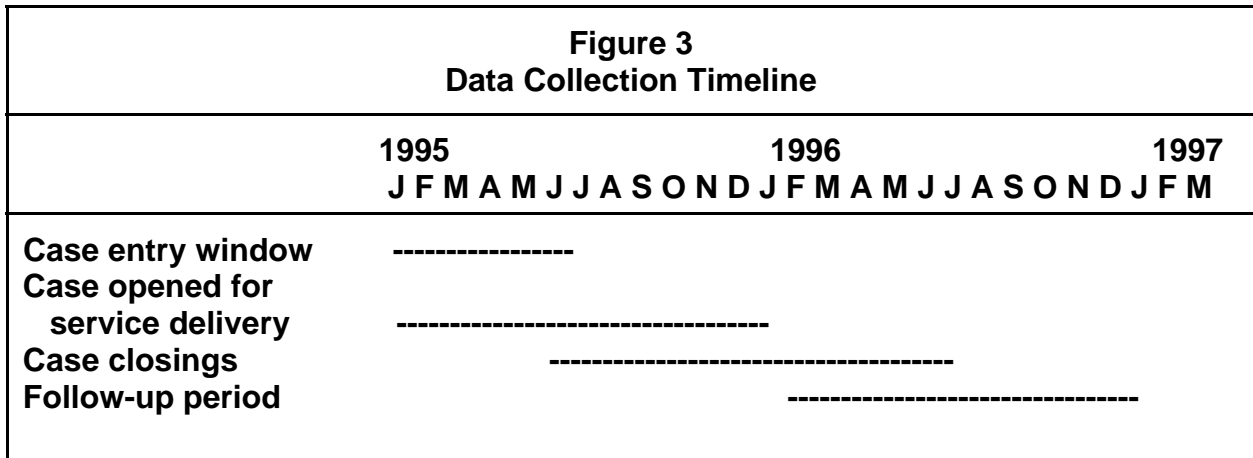 Figure 3
Data Collection Timeline
1995 1996 1997
J F M A M J J A S O N D J F M A M J J A S O N D J F M
Case entry window -----------------
Case opened for
service delivery -----------------------------------
Case closings --------------------------------------
Follow-up period ---------------------------------